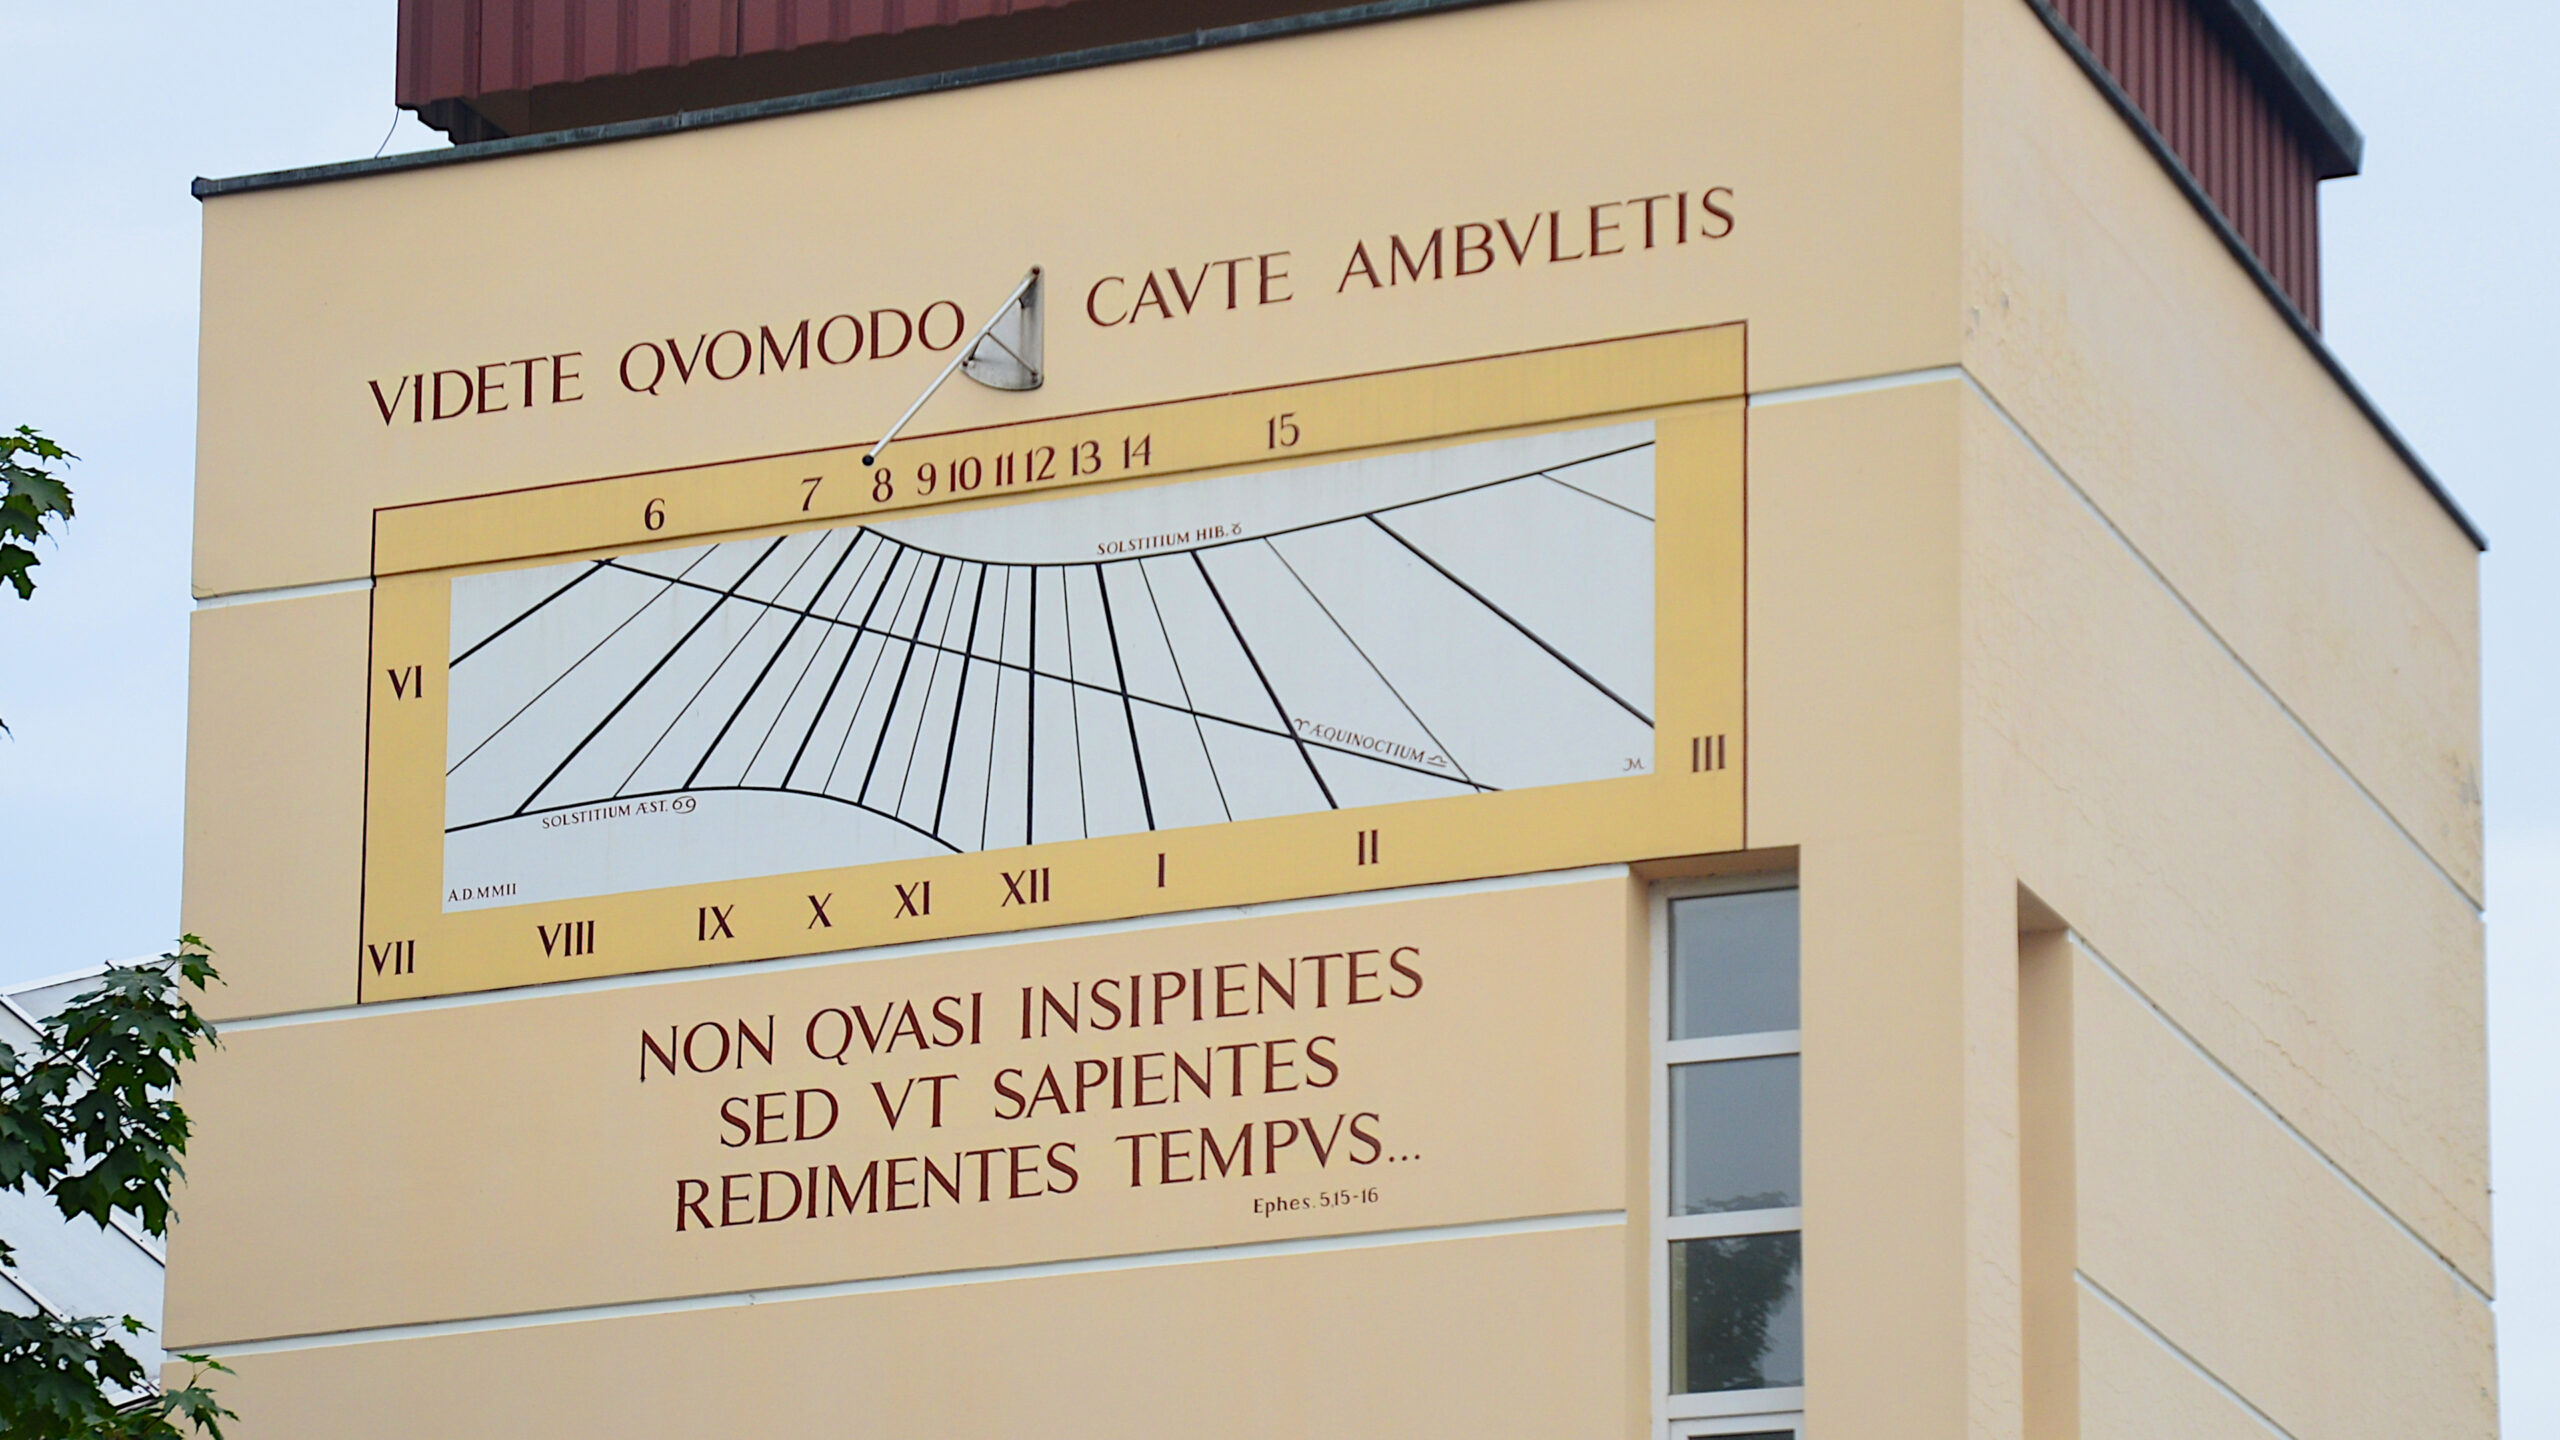 VIDETE QVOMODO CAVTE AMBVLETIS
6 7 8 9 10 11 12 13 14 15
SOLSTITIUM HIB. ♑
VI
♈ ÆQUINOCTIUM ♎
III
JM
SOLSTITIUM ÆST. ♋
A.D. MMII
VII VIII IX X XI XII I II
NON QVASI INSIPIENTES
SED VT SAPIENTES
REDIMENTES TEMPVS...
Ephes. 5,15-16